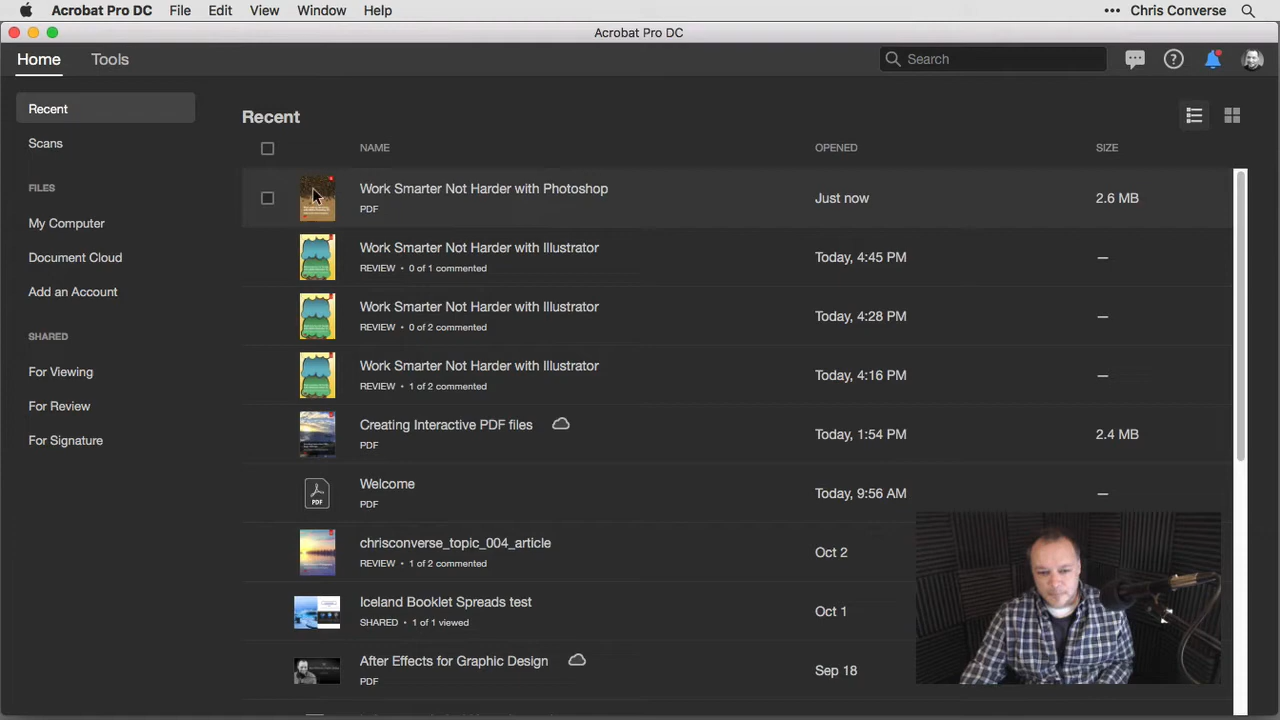 Acrobat Pro DC File Edit View Window Help Chris Converse
Acrobat Pro DC
Home Tools Search
Recent
Scans
FILES
My Computer
Document Cloud
Add an Account
SHARED
For Viewing
For Review
For Signature
Recent
NAME OPENED SIZE
Work Smarter Not Harder with Photoshop Just now 2.6 MB
PDF
Work Smarter Not Harder with Illustrator Today, 4:45 PM —
REVIEW • 0 of 1 commented
Work Smarter Not Harder with Illustrator Today, 4:28 PM —
REVIEW • 0 of 2 commented
Work Smarter Not Harder with Illustrator Today, 4:16 PM —
REVIEW • 1 of 2 commented
Creating Interactive PDF files Today, 1:54 PM 2.4 MB
PDF
PDF
Welcome Today, 9:56 AM —
PDF
chrisconverse_topic_004_article Oct 2
REVIEW • 1 of 2 commented
Iceland Booklet Spreads test Oct 1
SHARED • 1 of 1 viewed
After Effects for Graphic Design Sep 18
PDF